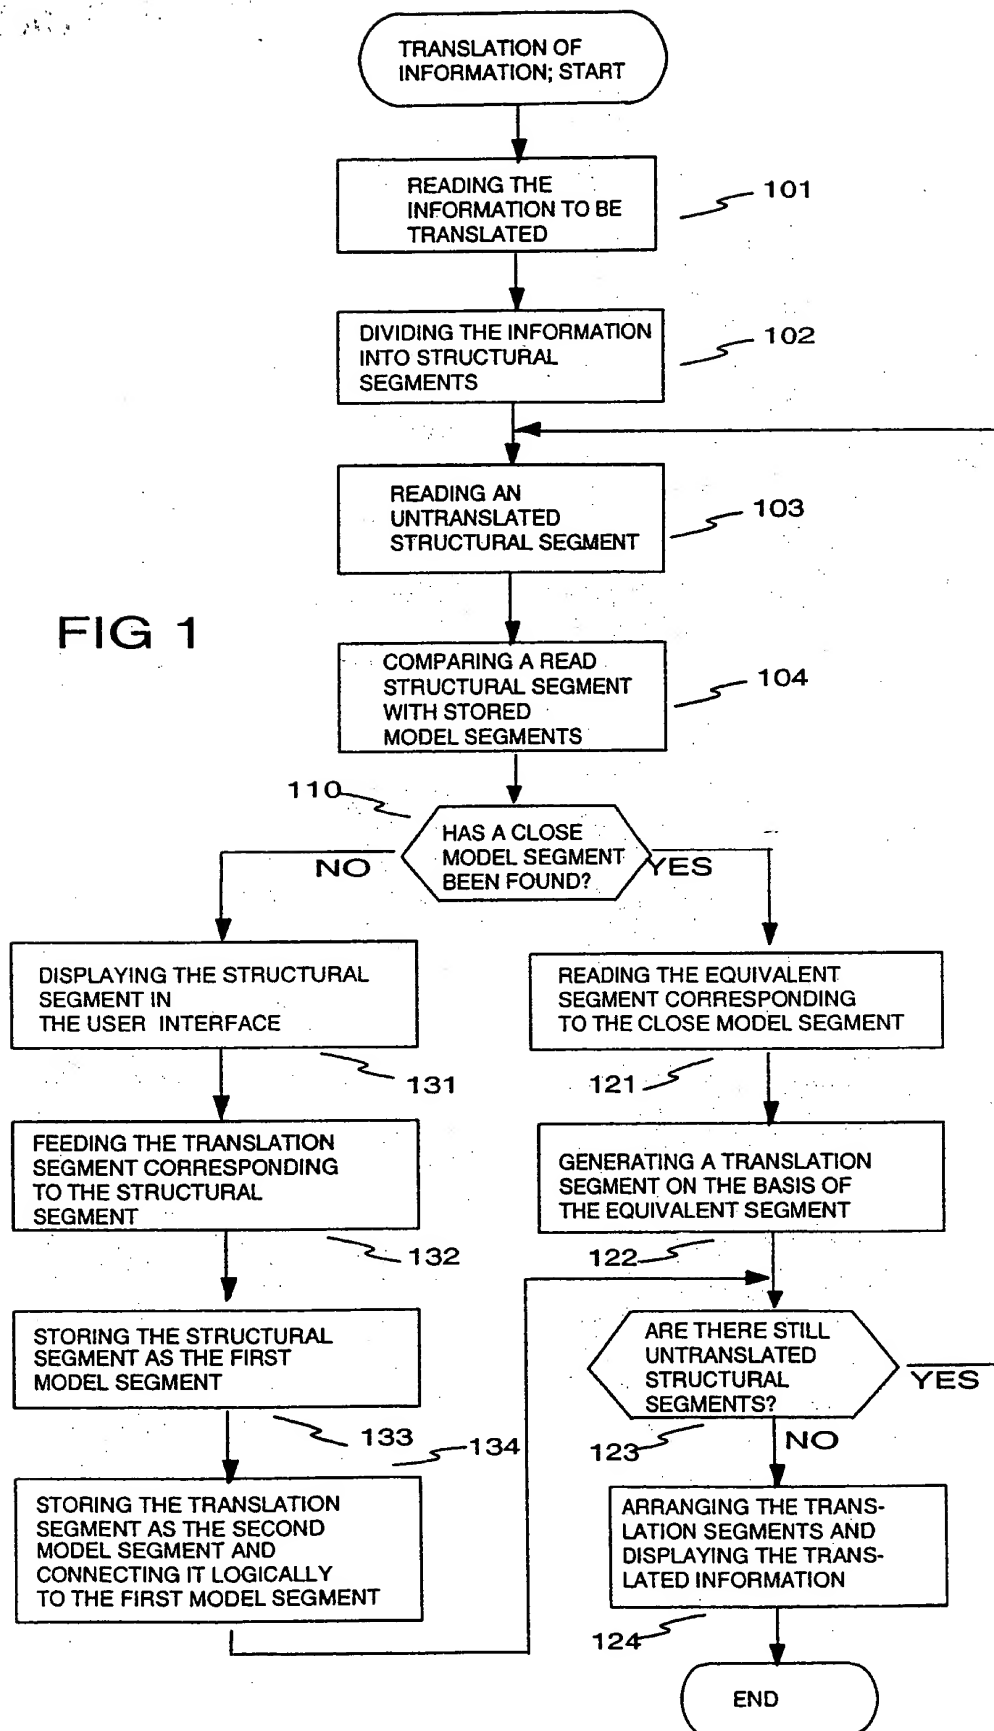 TRANSLATION OF
INFORMATION; START
READING THE
INFORMATION TO BE
TRANSLATED
101
DIVIDING THE INFORMATION
INTO STRUCTURAL
SEGMENTS
102
READING AN
UNTRANSLATED
STRUCTURAL SEGMENT
103
FIG 1
COMPARING A READ
STRUCTURAL SEGMENT
WITH STORED
MODEL SEGMENTS
104
110
HAS A CLOSE
MODEL SEGMENT
BEEN FOUND?
NO
YES
DISPLAYING THE STRUCTURAL
SEGMENT IN
THE USER INTERFACE
131
READING THE EQUIVALENT
SEGMENT CORRESPONDING
TO THE CLOSE MODEL SEGMENT
121
FEEDING THE TRANSLATION
SEGMENT CORRESPONDING
TO THE STRUCTURAL
SEGMENT
132
GENERATING A TRANSLATION
SEGMENT ON THE BASIS OF
THE EQUIVALENT SEGMENT
122
STORING THE STRUCTURAL
SEGMENT AS THE FIRST
MODEL SEGMENT
133
ARE THERE STILL
UNTRANSLATED
STRUCTURAL
SEGMENTS?
YES
123
NO
134
STORING THE TRANSLATION
SEGMENT AS THE SECOND
MODEL SEGMENT AND
CONNECTING IT LOGICALLY
TO THE FIRST MODEL SEGMENT
ARRANGING THE TRANS-
LATION SEGMENTS AND
DISPLAYING THE TRANS-
LATED INFORMATION
124
END